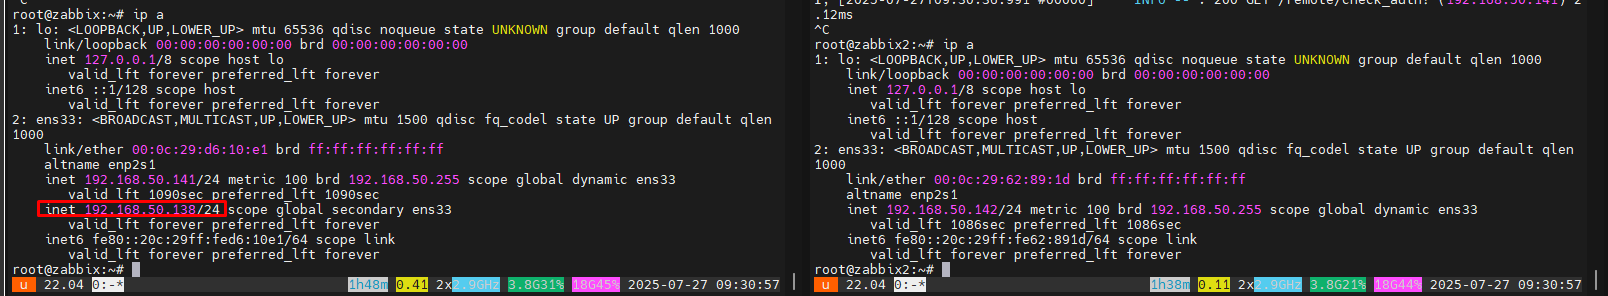 ^C
root@zabbix:~# ip a
1: lo: <LOOPBACK,UP,LOWER_UP> mtu 65536 qdisc noqueue state UNKNOWN group default qlen 1000
link/loopback 00:00:00:00:00:00 brd 00:00:00:00:00:00
inet 127.0.0.1/8 scope host lo
valid_lft forever preferred_lft forever
inet6 ::1/128 scope host
valid_lft forever preferred_lft forever
2: ens33: <BROADCAST,MULTICAST,UP,LOWER_UP> mtu 1500 qdisc fq_codel state UP group default qlen
1000
link/ether 00:0c:29:d6:10:e1 brd ff:ff:ff:ff:ff:ff
altname enp2s1
inet 192.168.50.141/24 metric 100 brd 192.168.50.255 scope global dynamic ens33
valid_lft 1090sec preferred_lft 1090sec
inet 192.168.50.138/24 scope global secondary ens33
valid_lft forever preferred_lft forever
inet6 fe80::20c:29ff:fed6:10e1/64 scope link
valid_lft forever preferred_lft forever
root@zabbix:~#
u 22.04 0:-* 1h48m 0.41 2x2.9GHz 3.8G31% 18G45% 2025-07-27 09:30:57
1, [2025-07-27T09:30:56.991 #00000] INFO -- : 200 GET /remote/check_auth? (192.168.50.141) 2
.12ms
^C
root@zabbix2:~# ip a
1: lo: <LOOPBACK,UP,LOWER_UP> mtu 65536 qdisc noqueue state UNKNOWN group default qlen 1000
link/loopback 00:00:00:00:00:00 brd 00:00:00:00:00:00
inet 127.0.0.1/8 scope host lo
valid_lft forever preferred_lft forever
inet6 ::1/128 scope host
valid_lft forever preferred_lft forever
2: ens33: <BROADCAST,MULTICAST,UP,LOWER_UP> mtu 1500 qdisc fq_codel state UP group default qlen
1000
link/ether 00:0c:29:62:89:1d brd ff:ff:ff:ff:ff:ff
altname enp2s1
inet 192.168.50.142/24 metric 100 brd 192.168.50.255 scope global dynamic ens33
valid_lft 1086sec preferred_lft 1086sec
inet6 fe80::20c:29ff:fe62:891d/64 scope link
valid_lft forever preferred_lft forever
root@zabbix2:~#
u 22.04 0:-* 1h38m 0.11 2x2.9GHz 3.8G21% 18G44% 2025-07-27 09:30:57